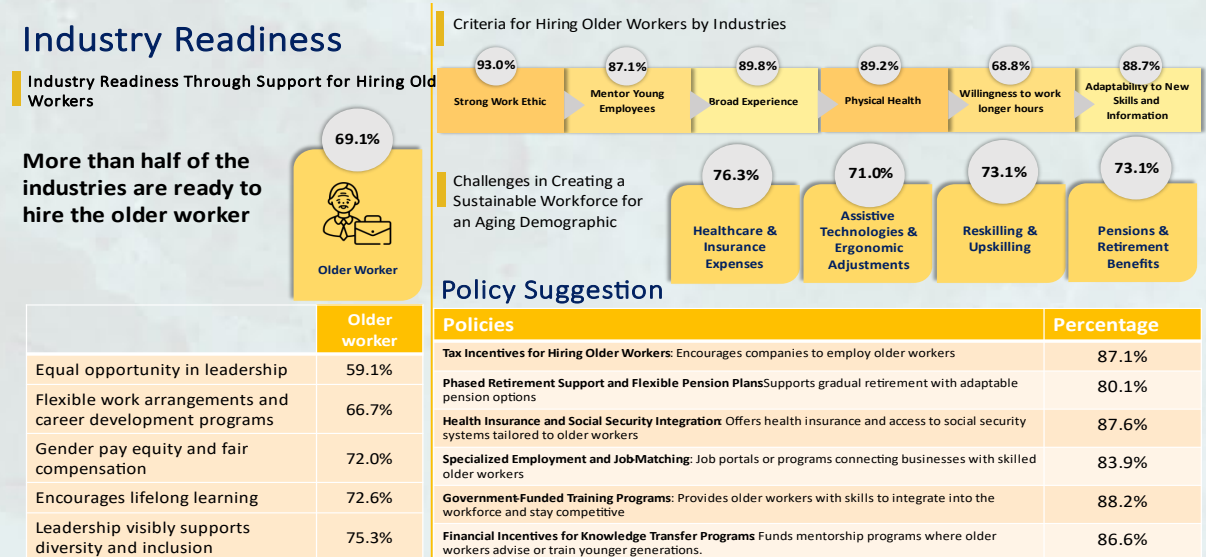 Industry Readiness
Industry Readiness Through Support for Hiring Old
Workers
More than half of the
industries are ready to
hire the older worker
69.1%
Older Worker
Older
worker
Equal opportunity in leadership 59.1%
Flexible work arrangements and
career development programs 66.7%
Gender pay equity and fair
compensation 72.0%
Encourages lifelong learning 72.6%
Leadership visibly supports
diversity and inclusion 75.3%
Criteria for Hiring Older Workers by Industries
93.0%
Strong Work Ethic
87.1%
Mentor Young
Employees
89.8%
Broad Experience
89.2%
Physical Health
68.8%
Willingness to work
longer hours
88.7%
Adaptability to New
Skills and
Information
Challenges in Creating a
Sustainable Workforce for
an Aging Demographic
76.3%
Healthcare &
Insurance
Expenses
71.0%
Assistive
Technologies &
Ergonomic
Adjustments
73.1%
Reskilling &
Upskilling
73.1%
Pensions &
Retirement
Benefits
Policy Suggestion
Policies Percentage
Tax Incentives for Hiring Older Workers: Encourages companies to employ older workers 87.1%
Phased Retirement Support and Flexible Pension PlansSupports gradual retirement with adaptable
pension options 80.1%
Health Insurance and Social Security Integration: Offers health insurance and access to social security
systems tailored to older workers 87.6%
Specialized Employment and Job-Matching: Job portals or programs connecting businesses with skilled
older workers 83.9%
Government-Funded Training Programs: Provides older workers with skills to integrate into the
workforce and stay competitive 88.2%
Financial Incentives for Knowledge Transfer Programs Funds mentorship programs where older
workers advise or train younger generations. 86.6%